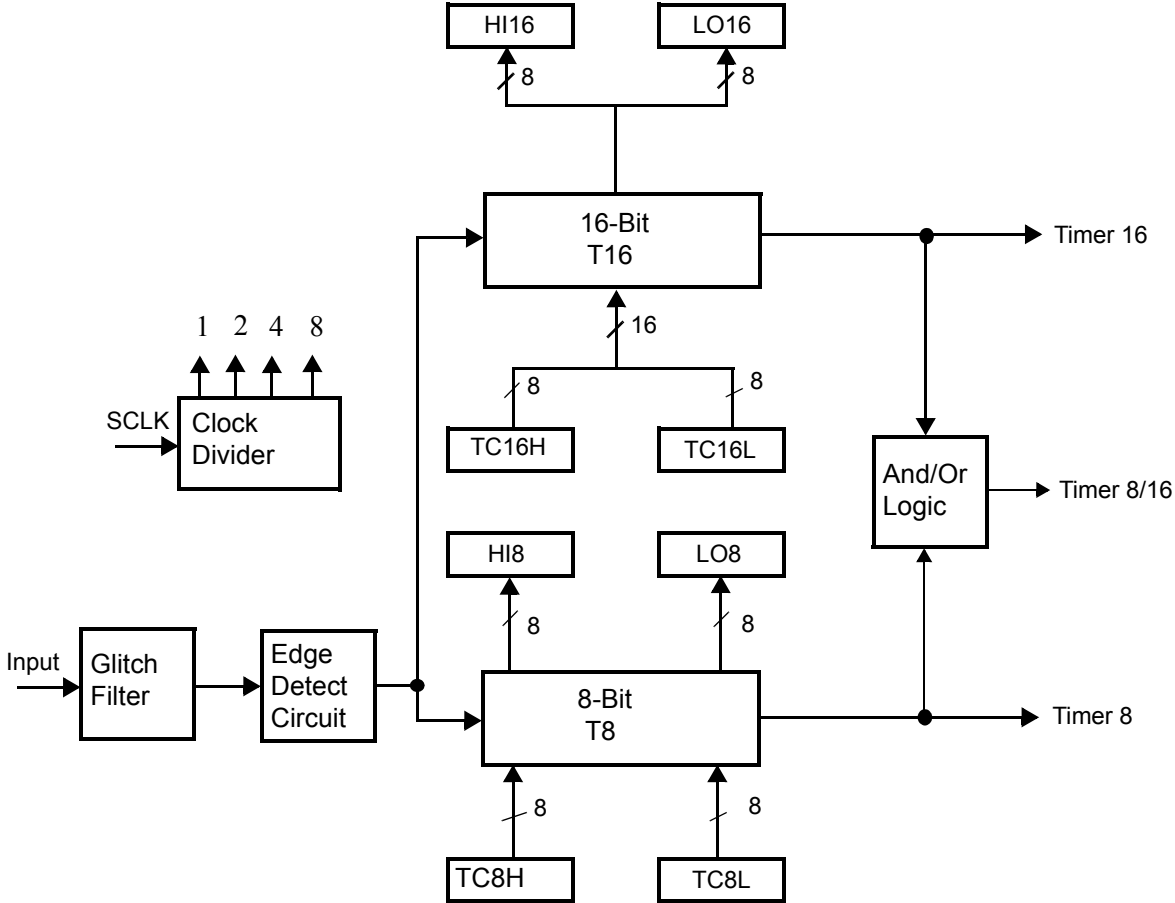 HI16
LO16
8
8
16-Bit
T16
Timer 16
16
1 2 4 8
8
8
SCLK
Clock
Divider
TC16H
TC16L
And/Or
Logic
Timer 8/16
HI8
LO8
8
8
Input
Glitch
Filter
Edge
Detect
Circuit
8-Bit
T8
Timer 8
8
8
TC8H
TC8L